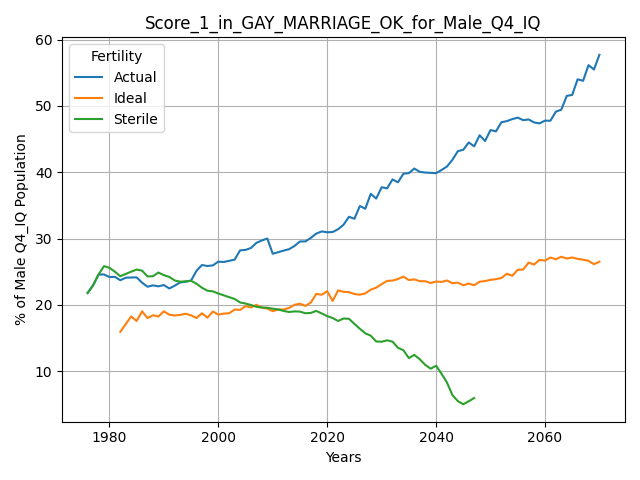 Score_1_in_GAY_MARRIAGE_OK_for_Male_Q4_IQ
60
50
40
30
20
10
% of Male Q4_IQ Population
Fertility
Actual
Ideal
Sterile
1980 2000 2020 2040 2060
Years